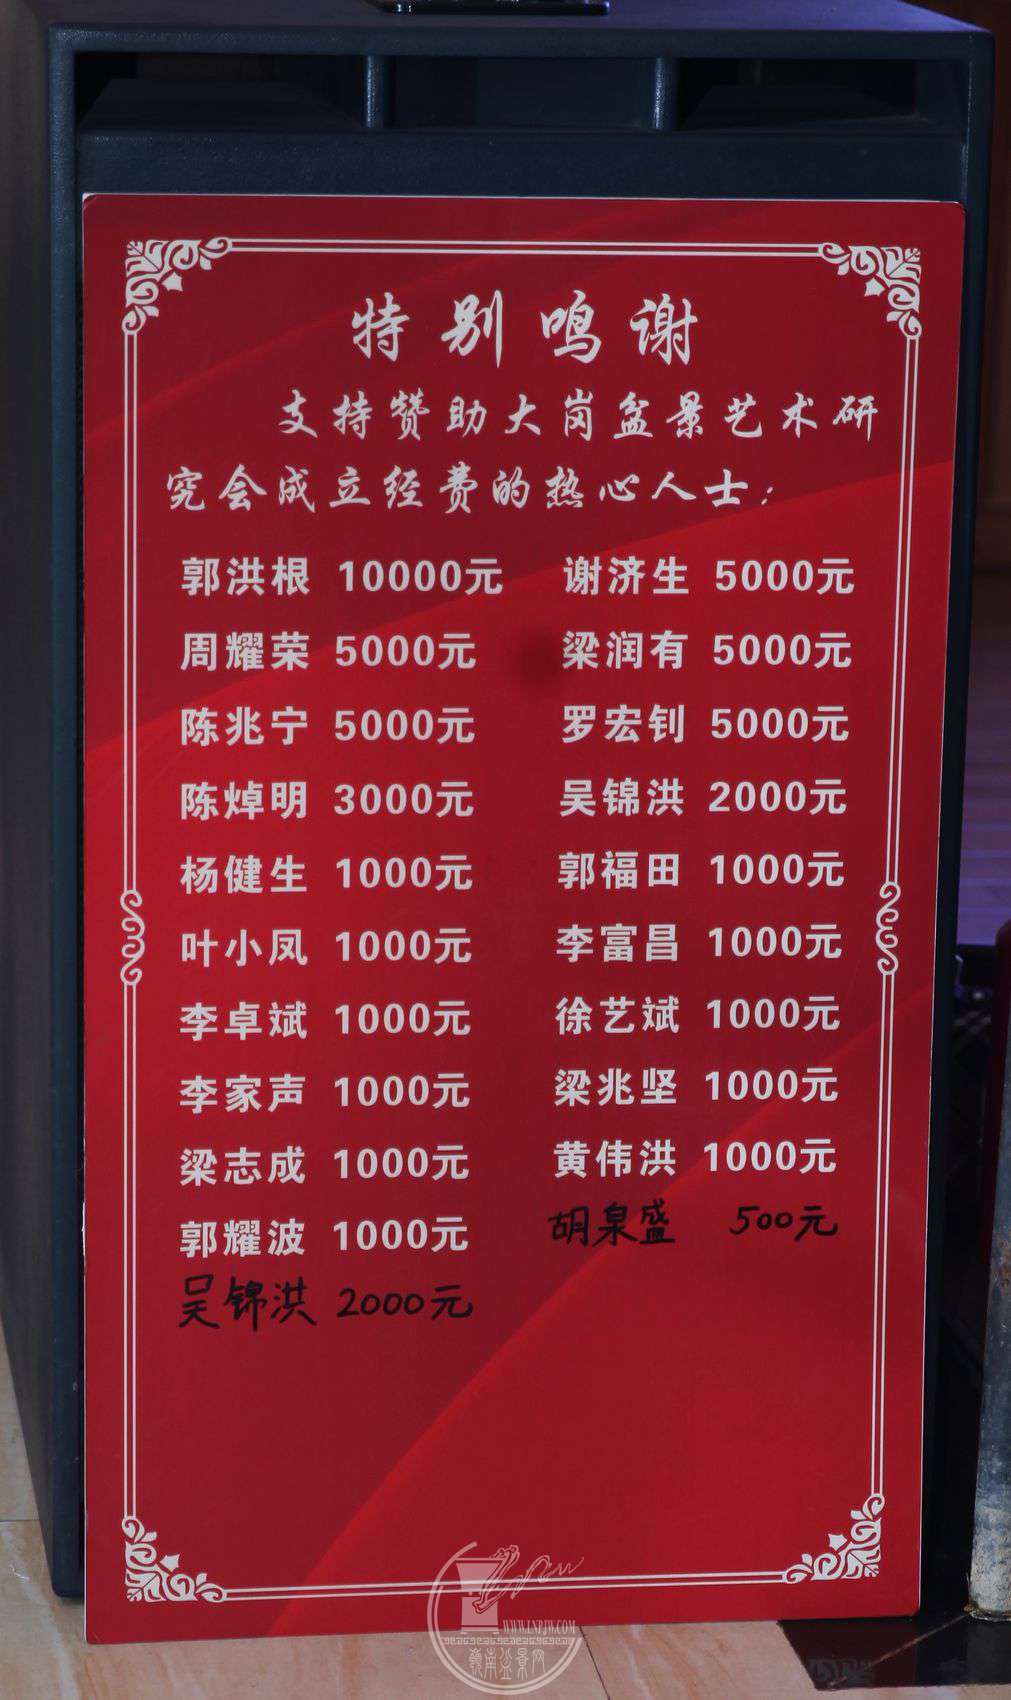 特别鸣谢
支持赞助大岗盆景艺术研
究会成立经费的热心人士：
郭洪根 10000元 谢济生 5000元
周耀荣 5000元 梁润有 5000元
陈兆宁 5000元 罗宏钊 5000元
陈焯明 3000元 吴锦洪 2000元
杨健生 1000元 郭福田 1000元
叶小凤 1000元 李富昌 1000元
李卓斌 1000元 徐艺斌 1000元
李家声 1000元 梁兆坚 1000元
梁志成 1000元 黄伟洪 1000元
郭耀波 1000元 胡泉盛 500元
吴锦洪 2000元
WWW.LNPJW.COM
岭南盆景网